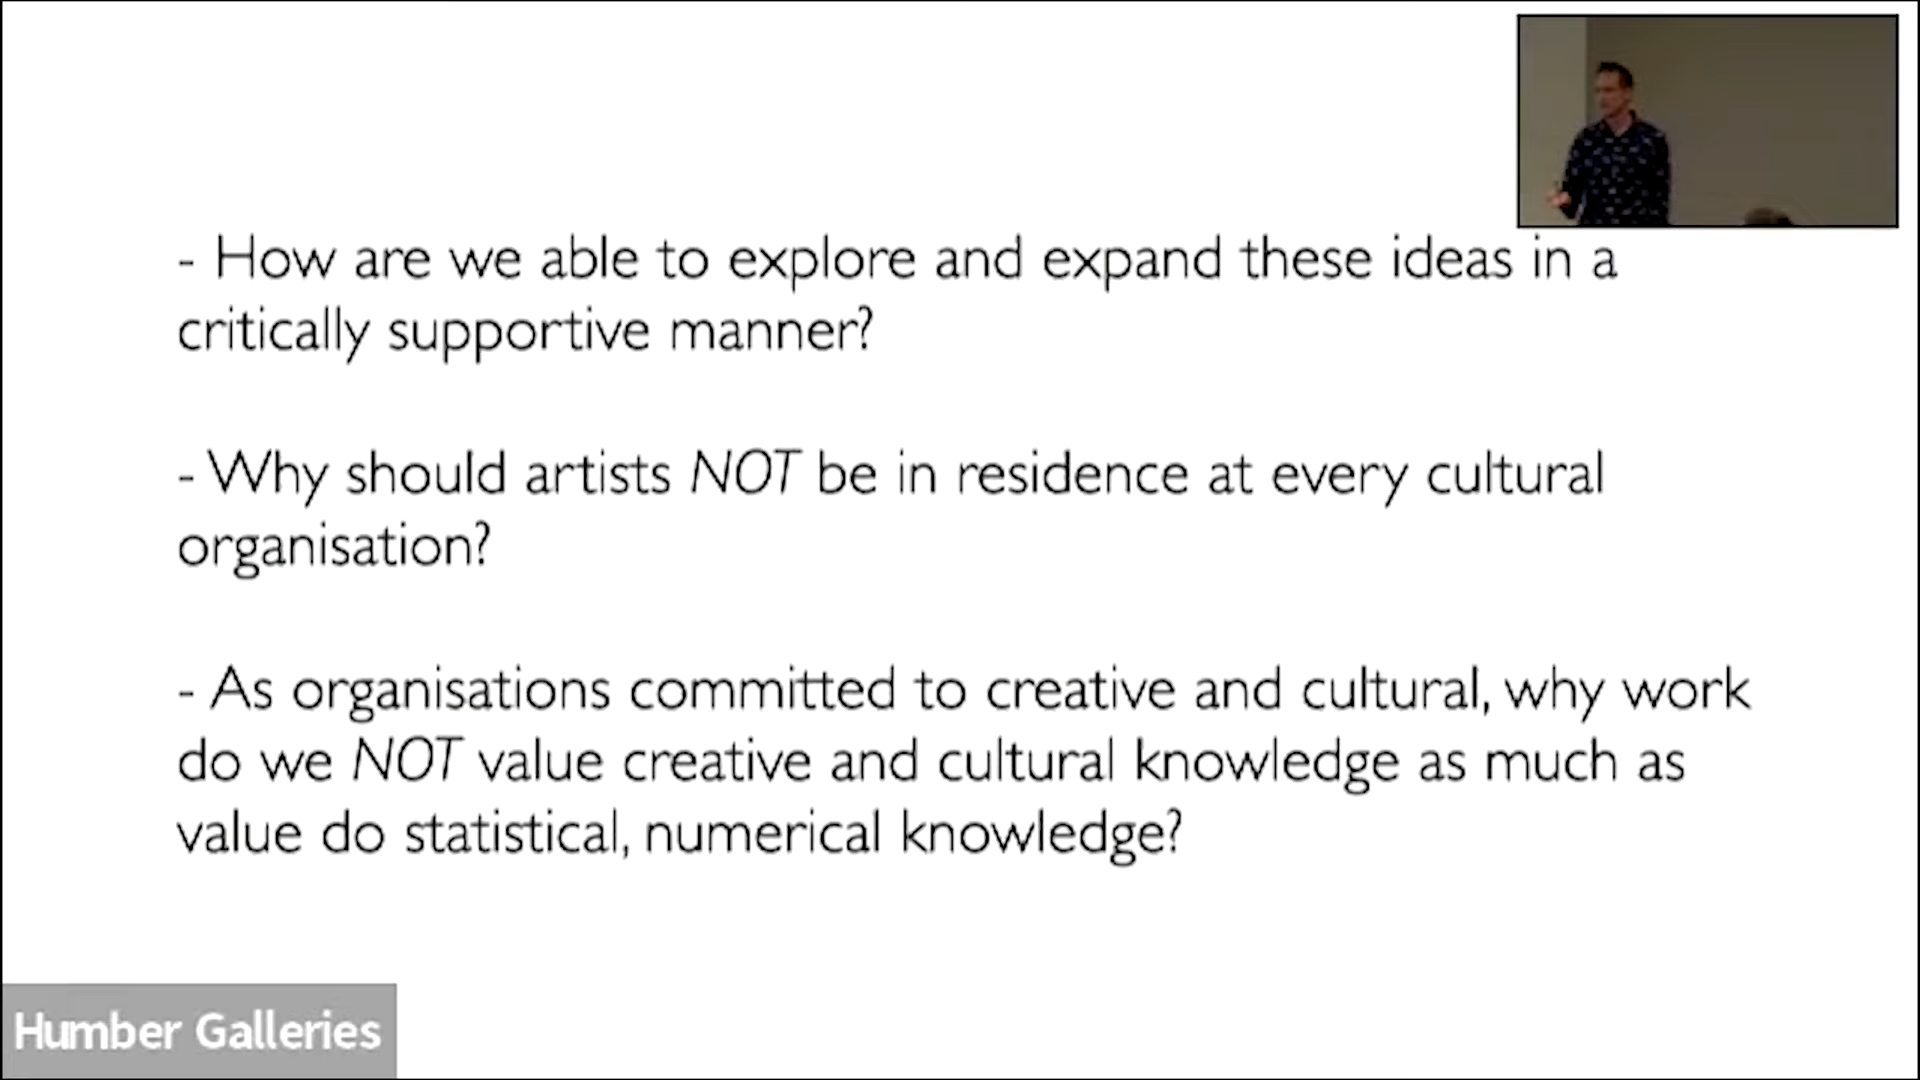 - How are we able to explore and expand these ideas in a
critically supportive manner?
- Why should artists NOT be in residence at every cultural
organisation?
- As organisations committed to creative and cultural, why work
do we NOT value creative and cultural knowledge as much as
value do statistical, numerical knowledge?
Humber Galleries